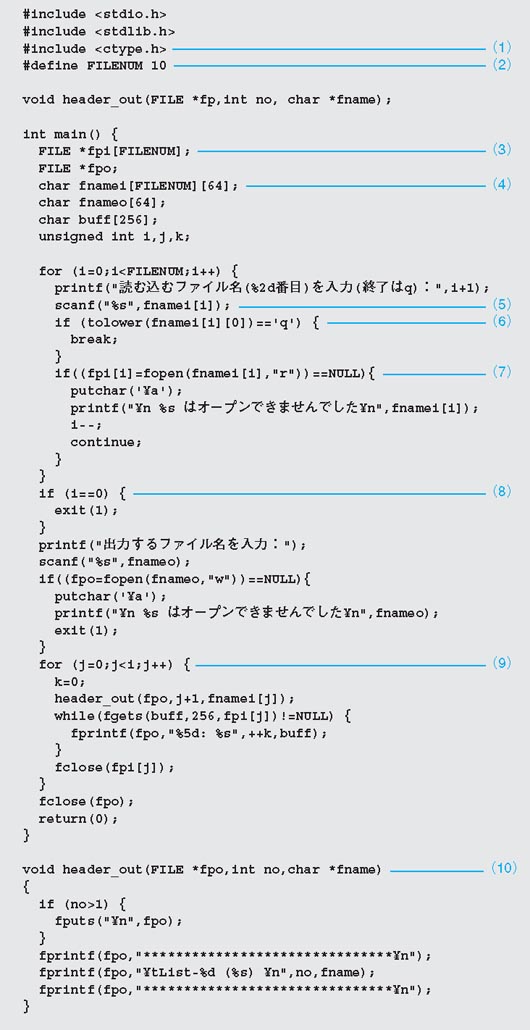 #include <stdio.h>
#include <stdlib.h>
#include <ctype.h> (1)
#define FILENUM 10 (2)
void header_out(FILE *fp,int no, char *fname);
int main() {
FILE *fpi[FILENUM]; (3)
FILE *fpo;
char fnamei[FILENUM][64]; (4)
char fnameo[64];
char buff[256];
unsigned int i,j,k;
for (i=0;i<FILENUM;i++) {
printf("読む込むファイル名(%2d番目)を入力(終了はq)：",i+1);
scanf("%s",fnamei[i]); (5)
if (tolower(fnamei[i][0])=='q') { (6)
break;
}
if((fpi[i]=fopen(fnamei[i],"r"))==NULL){ (7)
putchar('¥a');
printf("¥n %s はオープンできませんでした¥n",fnamei[i]);
i--;
continue;
}
}
if (i==0) { (8)
exit(1);
}
printf("出力するファイル名を入力：");
scanf("%s",fnameo);
if((fpo=fopen(fnameo,"w"))==NULL){
putchar('¥a');
printf("¥n %s はオープンできませんでした¥n",fnameo);
exit(1);
}
for (j=0;j<i;j++) { (9)
k=0;
header_out(fpo,j+1,fnamei[j]);
while(fgets(buff,256,fpi[j])!=NULL) {
fprintf(fpo,"%5d: %s",++k,buff);
}
fclose(fpi[j]);
}
fclose(fpo);
return(0);
}
void header_out(FILE *fpo,int no,char *fname) (10)
{
if (no>1) {
fputs("¥n",fpo);
}
fprintf(fpo,"******************************¥n");
fprintf(fpo,"¥tList-%d (%s) ¥n",no,fname);
fprintf(fpo,"******************************¥n");
}